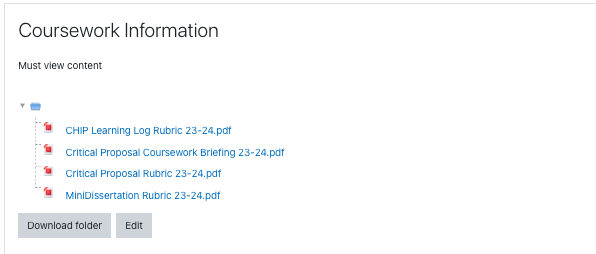 Coursework Information
Must view content
CHIP Learning Log Rubric 23-24.pdf
Critical Proposal Coursework Briefing 23-24.pdf
Critical Proposal Rubric 23-24.pdf
MiniDissertation Rubric 23-24.pdf
Download folder Edit